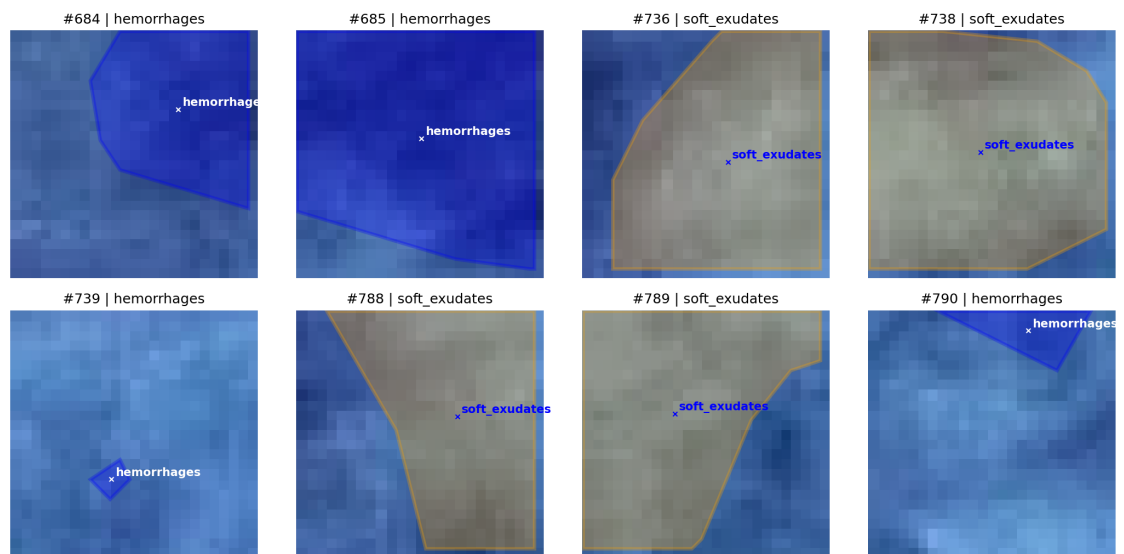 #684 | hemorrhages
#685 | hemorrhages
#736 | soft_exudates
#738 | soft_exudates
hemorrhage
hemorrhages
soft_exudates
soft_exudates
#739 | hemorrhages
#788 | soft_exudates
#789 | soft_exudates
#790 | hemorrhages
hemorrhages
soft_exudates
soft_exudates
hemorrhages